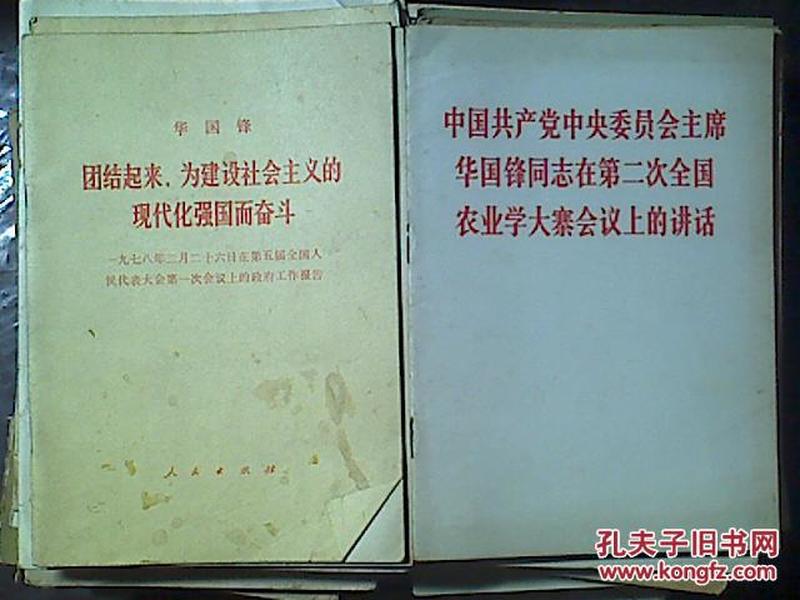 华国锋
团结起来，为建设社会主义的
现代化强国而奋斗
一九七八年二月二十六日在第五届全国人
民代表大会第一次会议上的政府工作报告
人民出版社
中国共产党中央委员会主席
华国锋同志在第二次全国
农业学大寨会议上的讲话
孔夫子旧书网
www.kongfz.com